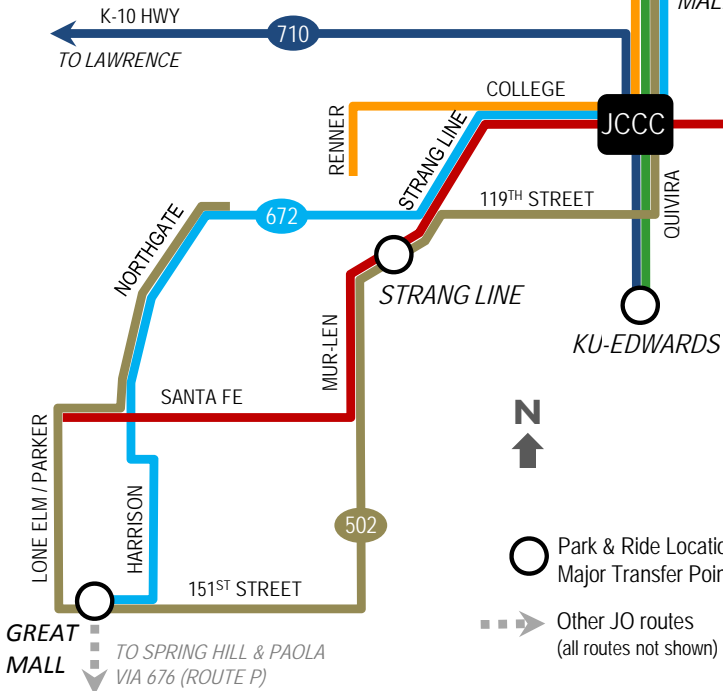 MAL
K-10 HWY
710
TO LAWRENCE
COLLEGE
JCCC
RENNER
STRANG LINE
119TH STREET
QUIVIRA
672
NORTHGATE
STRANG LINE
KU-EDWARDS
MUR-LEN
SANTA FE
N
LONE ELM / PARKER
HARRISON
502
Park & Ride Locatio
Major Transfer Poin
151ST STREET
GREAT
MALL
TO SPRING HILL & PAOLA
VIA 676 (ROUTE P)
Other JO routes
(all routes not shown)